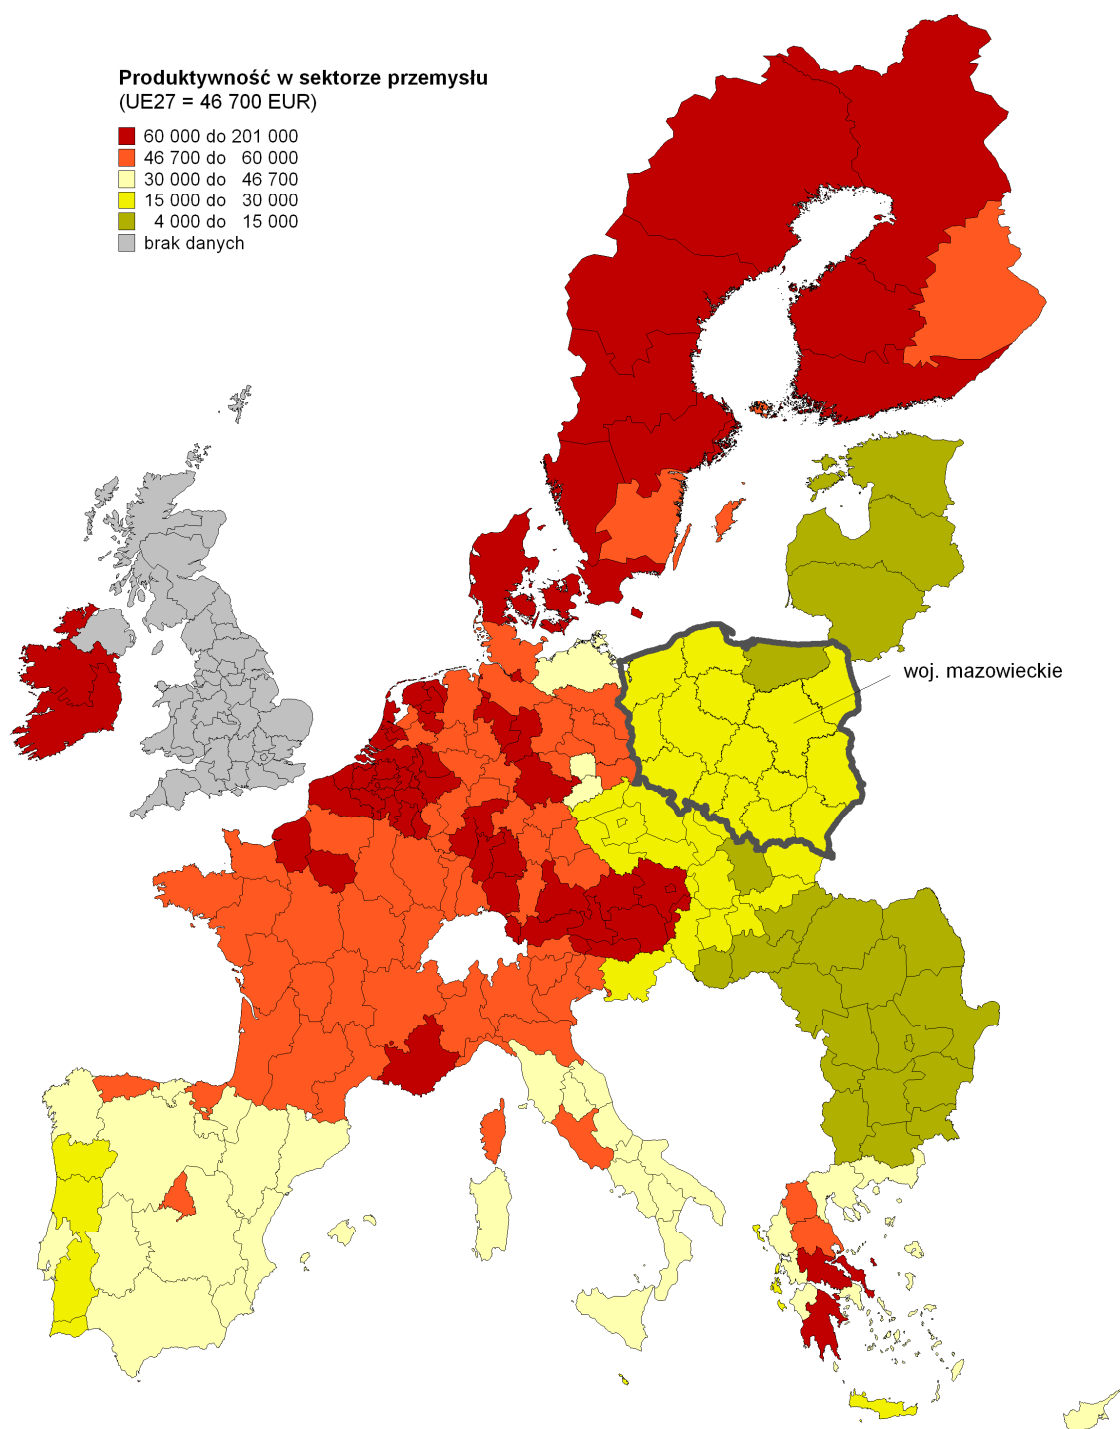 Produktywność w sektorze przemysłu
(UE27 = 46 700 EUR)
60 000 do 201 000
46 700 do 60 000
30 000 do 46 700
15 000 do 30 000
4 000 do 15 000
brak danych
woj. mazowieckie